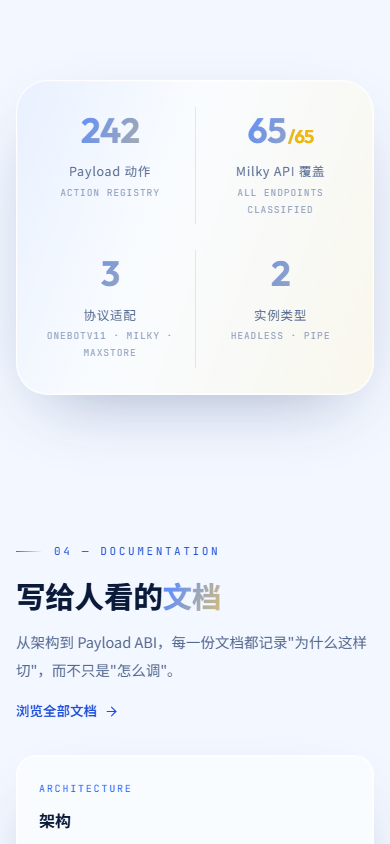 242
Payload 动作
ACTION REGISTRY
65/65
Milky API 覆盖
ALL ENDPOINTS
CLASSIFIED
3
协议适配
ONEBOTV11 · MILKY ·
MAXSTORE
2
实例类型
HEADLESS · PIPE
04 — DOCUMENTATION
写给人看的文档
从架构到 Payload ABI，每一份文档都记录"为什么这样
切"，而不只是"怎么调"。
浏览全部文档 →
ARCHITECTURE
架构